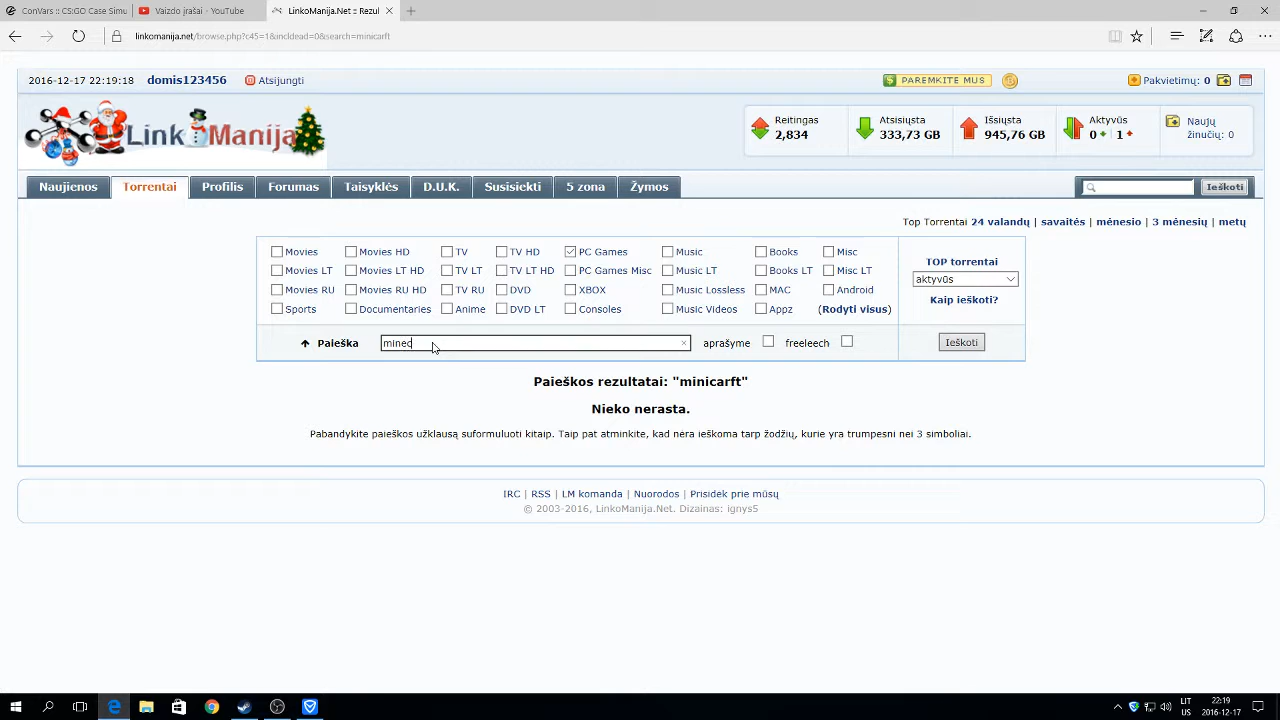 ConVars :: CS:GO Case Simu
Vaizdo įrašai - YouTube
LinkoManija.Net :: Rezul
linkomanija.net/browse.php?c45=1&incldead=0&search=minicarft
2016-12-17 22:19:18 domis123456 Atsijungti
PAREMKITE MUS
Pakvietimų: 0
LinkoManija
Reitingas
2,834
Atsisiųsta
333,73 GB
Išsiųsta
945,76 GB
Aktyvūs
0 1
Naujų
žinučių: 0
Naujienos Torrentai Profilis Forumas Taisyklės D.U.K. Susisiekti 5 zona Žymos
Ieškoti
Top Torrentai 24 valandų | savaitės | mėnesio | 3 mėnesių | metų
Movies Movies HD TV TV HD PC Games Music Books Misc
Movies LT Movies LT HD TV LT TV LT HD PC Games Misc Music LT Books LT Misc LT
Movies RU Movies RU HD TV RU DVD XBOX Music Lossless MAC Android
Sports Documentaries Anime DVD LT Consoles Music Videos Appz (Rodyti visus)
TOP torrentai
aktyvūs
Kaip ieškoti?
Paieška minec aprašyme freeleech Ieškoti
Paieškos rezultatai: "minicarft"
Nieko nerasta.
Pabandykite paieškos užklausą suformuluoti kitaip. Taip pat atminkite, kad nėra ieškoma tarp žodžių, kurie yra trumpesni nei 3 simboliai.
IRC | RSS | LM komanda | Nuorodos | Prisidėk prie mūsų
© 2003-2016, LinkoManija.Net. Dizainas: ignys5
LIT
US
22:19
2016-12-17